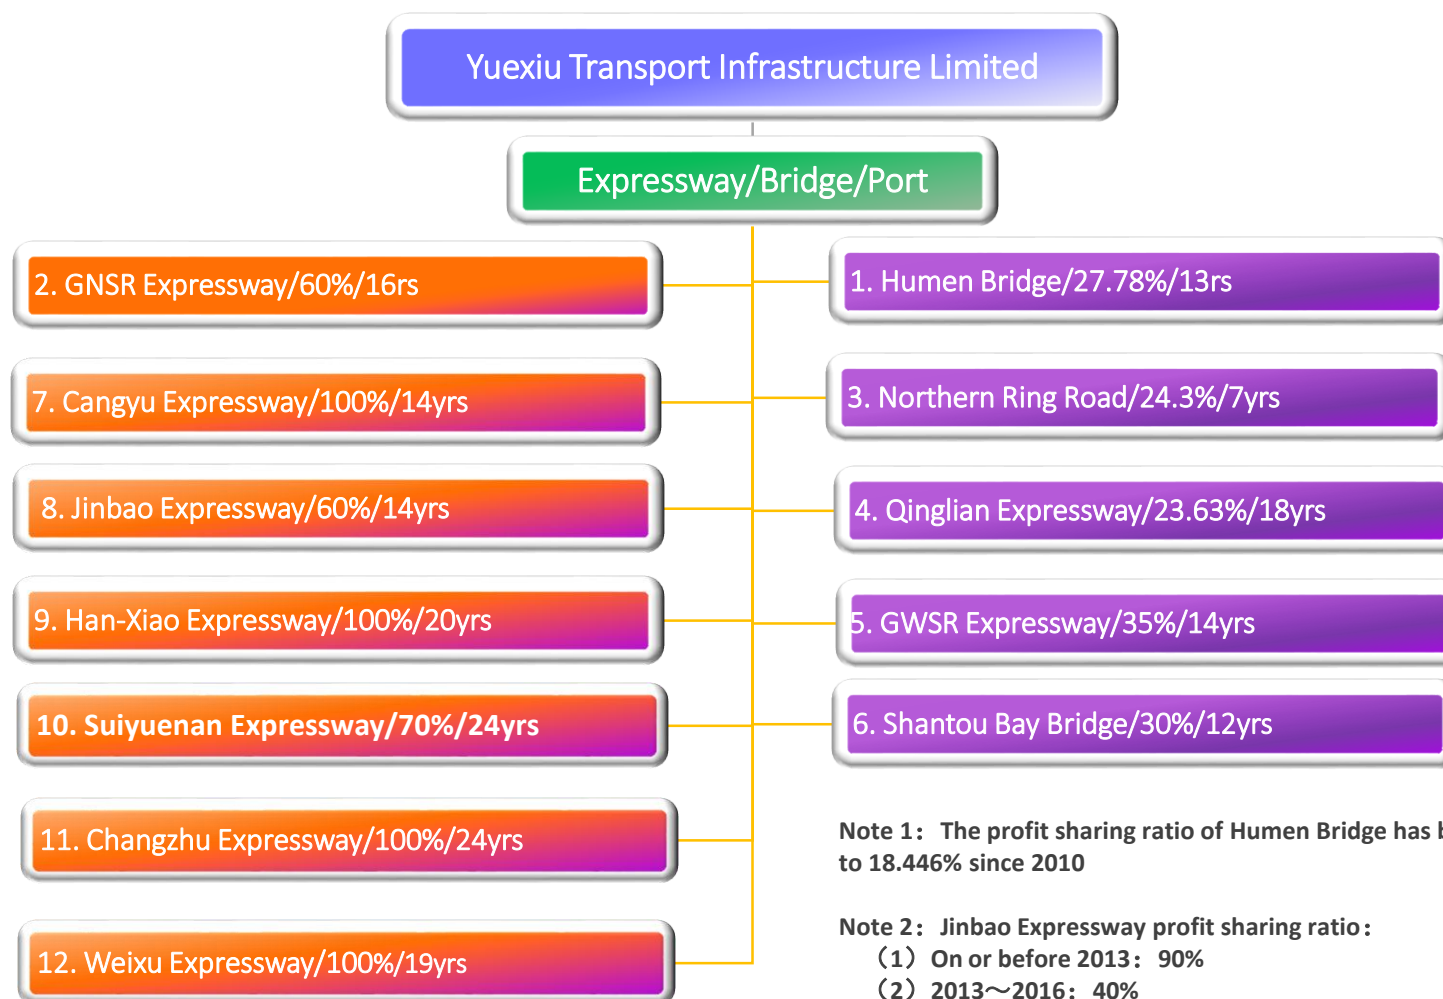 Yuexiu Transport Infrastructure Limited
Expressway/Bridge/Port
2. GNSR Expressway/60%/16rs
7. Cangyu Expressway/100%/14yrs
8. Jinbao Expressway/60%/14yrs
9. Han-Xiao Expressway/100%/20yrs
10. Suiyuenan Expressway/70%/24yrs
11. Changzhu Expressway/100%/24yrs
12. Weixu Expressway/100%/19yrs
1. Humen Bridge/27.78%/13rs
3. Northern Ring Road/24.3%/7yrs
4. Qinglian Expressway/23.63%/18yrs
5. GWSR Expressway/35%/14yrs
6. Shantou Bay Bridge/30%/12yrs
Note 1： The profit sharing ratio of Humen Bridge has
to 18.446% since 2010
Note 2： Jinbao Expressway profit sharing ratio：
（1）On or before 2013： 90%
（2）2013～2016： 40%